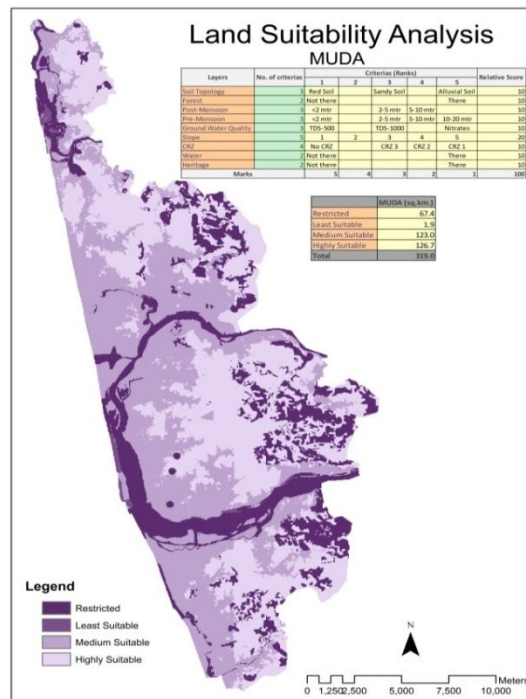 Land Suitability Analysis
MUDA
Layers No. of criterias Criterias (Ranks) Relative Score
1 2 3 4 5
Soil Topology 3 Red Soil Sandy Soil Alluvial Soil 10
Forest 2 Not there There 10
Post-Monsoon 3 <2 mtr 2-5 mtr 5-10 mtr 10
Pre-Monsoon 3 <2 mtr 2-5 mtr 5-10 mtr 10-20 mtr 10
Ground Water Quality 3 TDS-500 TDS-1000 Nitrates 10
Slope 5 1 2 3 4 5 20
CRZ 4 No CRZ CRZ 3 CRZ 2 CRZ 1 10
Water 2 Not there There 10
Heritage 2 Not there There 10
Marks 5 4 3 2 1 100
MUDA (sq.km.)
Restricted 67.4
Least Suitable 1.9
Medium Suitable 123.0
Highly Suitable 126.7
Total 319.0
Legend
Restricted
Least Suitable
Medium Suitable
Highly Suitable
N
Meters
0 1,250 2,500 5,000 7,500 10,000